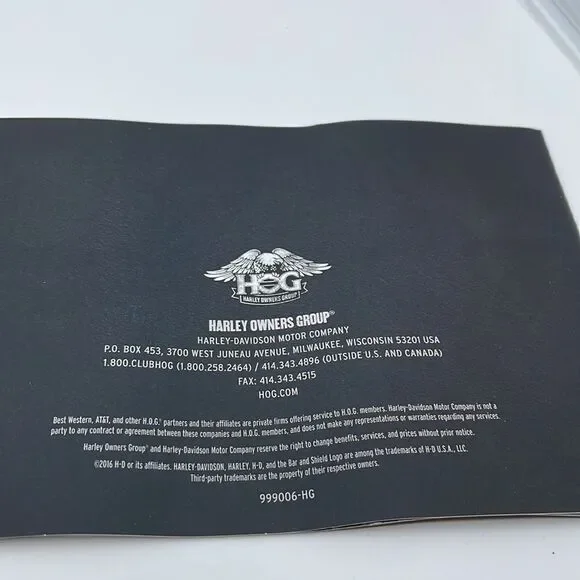 H.O.G.
HARLEY OWNERS GROUP
HARLEY OWNERS GROUP®
HARLEY-DAVIDSON MOTOR COMPANY
P.O. BOX 453, 3700 WEST JUNEAU AVENUE, MILWAUKEE, WISCONSIN 53201 USA
1.800.CLUBHOG (1.800.258.2464) / 414.343.4896 (OUTSIDE U.S. AND CANADA)
FAX: 414.343.4515
HOG.COM
Best Western, AT&T, and other H.O.G.® partners and their affiliates are private firms offering service to H.O.G. members. Harley-Davidson Motor Company is not a
party to any contract or agreement between these companies and H.O.G. members, and does not make any representations or warranties regarding any services.
Harley Owners Group® and Harley-Davidson Motor Company reserve the right to change benefits, services, and prices without prior notice.
©2016 H-D or its affiliates. HARLEY-DAVIDSON, HARLEY, H-D, and the Bar and Shield Logo are among the trademarks of H-D U.S.A., LLC.
Third-party trademarks are the property of their respective owners.
999006-HG